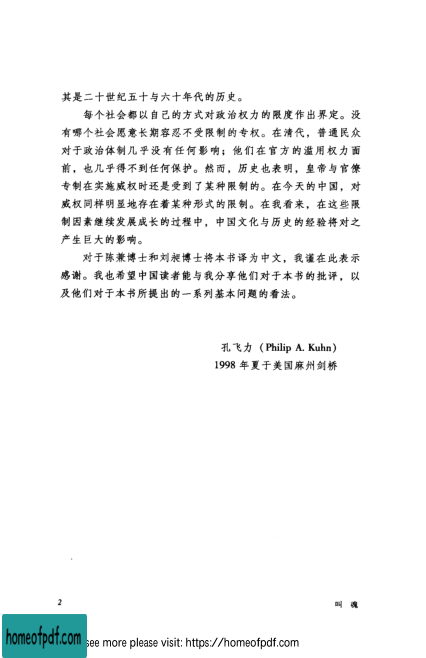 其是二十世纪五十与六十年代的历史。
每个社会都以自己的方式对政治权力的限度作出界定。没
有哪个社会愿意长期容忍不受限制的专权。在清代，普通民众
对于政治体制几乎没有任何影响；他们在官方的滥用权力面
前，也几乎得不到任何保护。然而，历史也表明，皇帝与官僚
专制在实施威权时还是受到了某种限制的。在今天的中国，对
威权同样明显地存在着某种形式的限制。在我看来，在这些限
制因素继续发展成长的过程中，中国文化与历史的经验将对之
产生巨大的影响。
对于陈兼博士和刘昶博士将本书译为中文，我谨在此表示
感谢。我也希望中国读者能与我分享他们对于本书的批评，以
及他们对于本书所提出的一系列基本问题的看法。
孔飞力（Philip A. Kuhn）
1998 年夏于美国麻州剑桥
2 叫 魂
homeofpdf.com see more please visit: https://homeofpdf.com